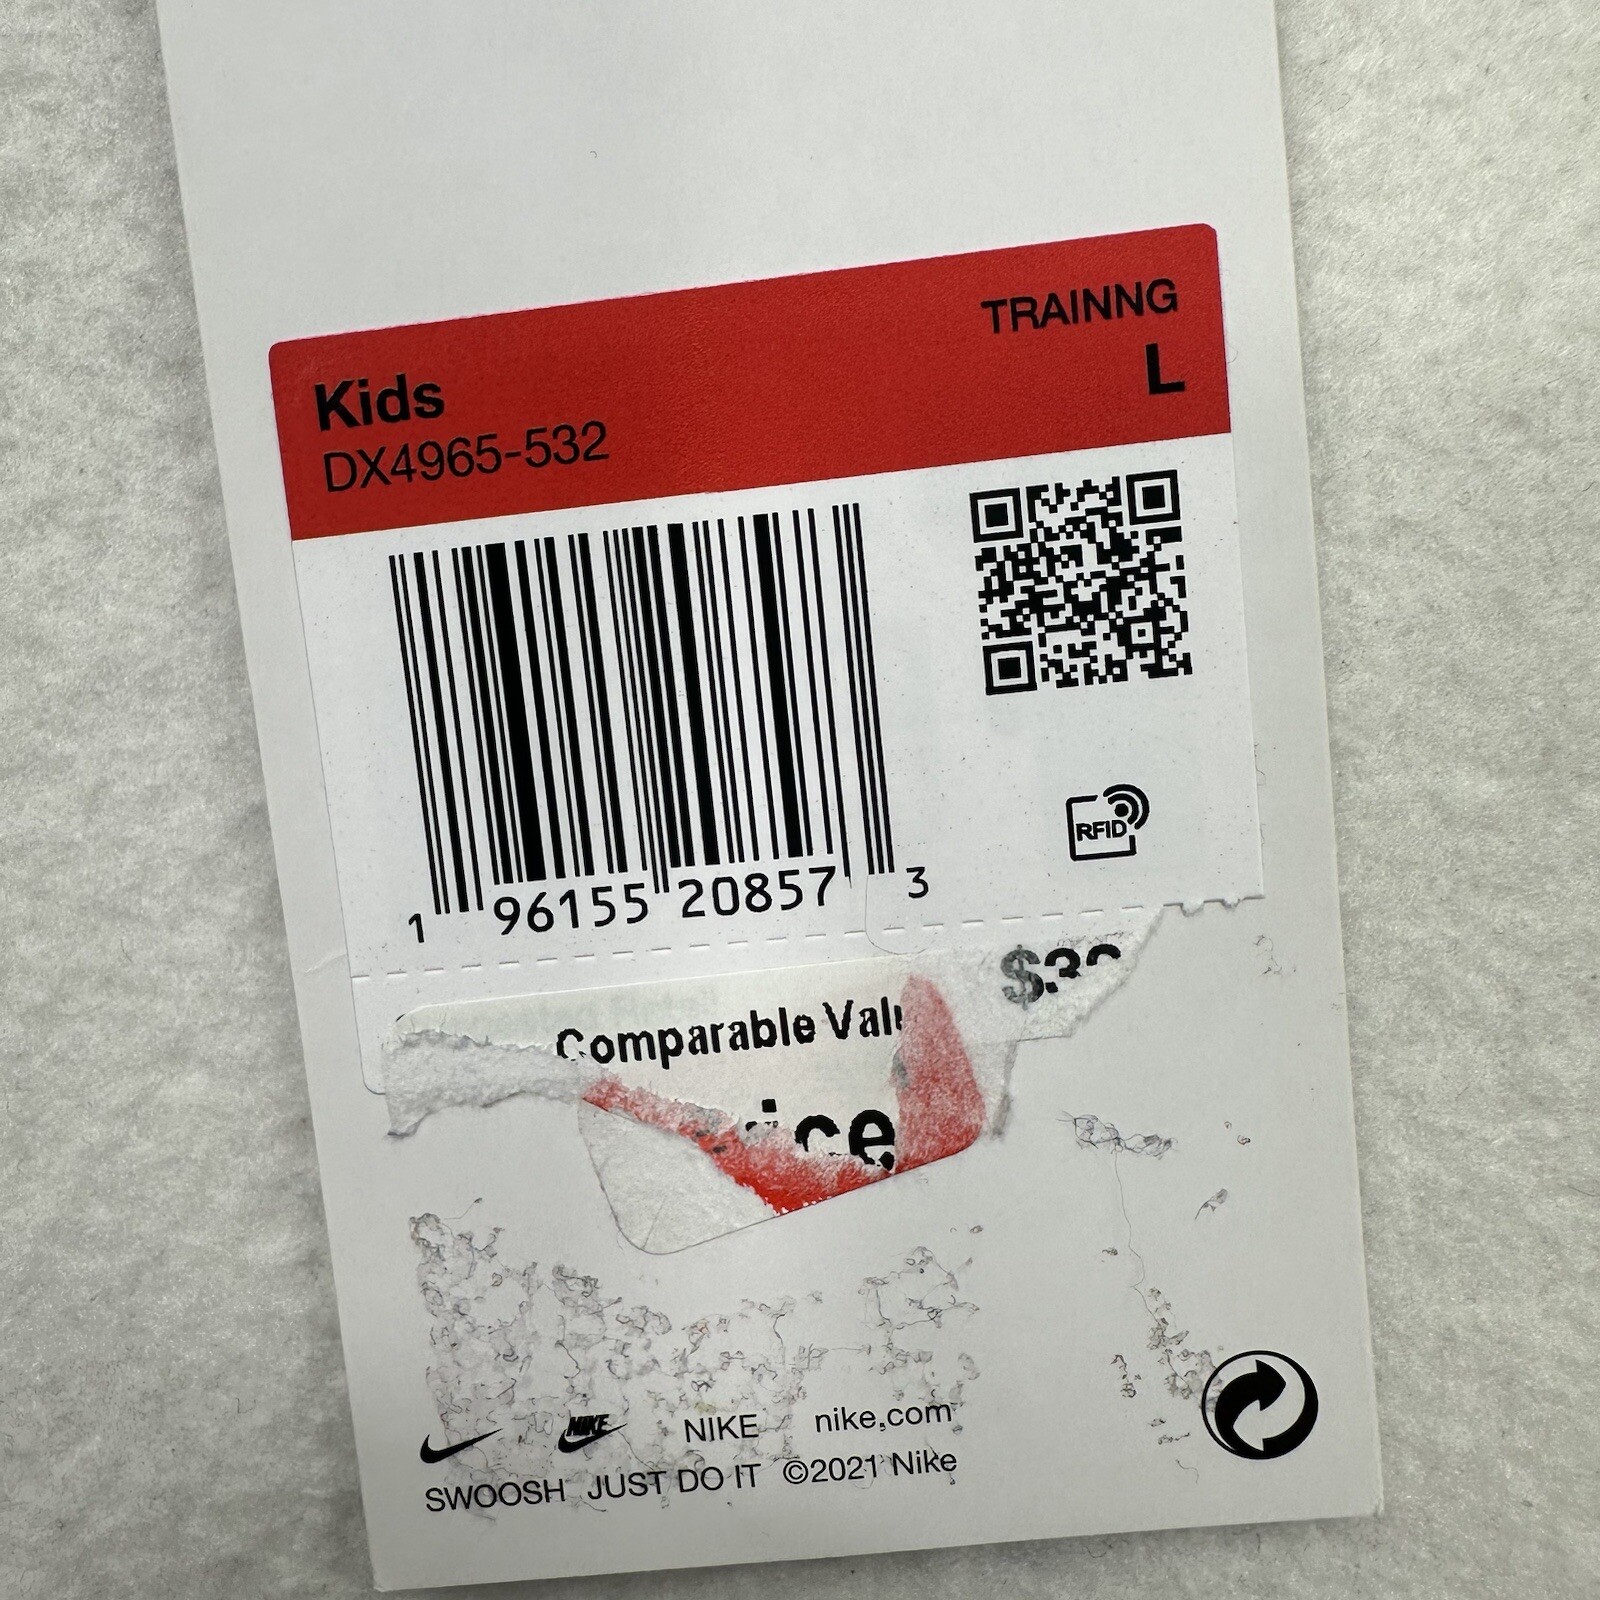 TRAINNG
Kids
L
DX4965-532
RFID
1 96155 20857 3
Comparable
NIKE NIKE nike.com
SWOOSH JUST DO IT ©2021 Nike